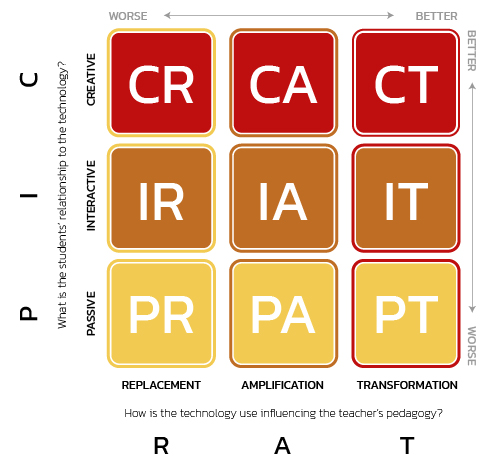 WORSE BETTER
BETTER
C
What is the students' relationship to the technology?
CREATIVE
CR CA CT
I
INTERACTIVE
IR IA IT
P
PASSIVE
PR PA PT
WORSE
REPLACEMENT AMPLIFICATION TRANSFORMATION
How is the technology use influencing the teacher's pedagogy?
R A T